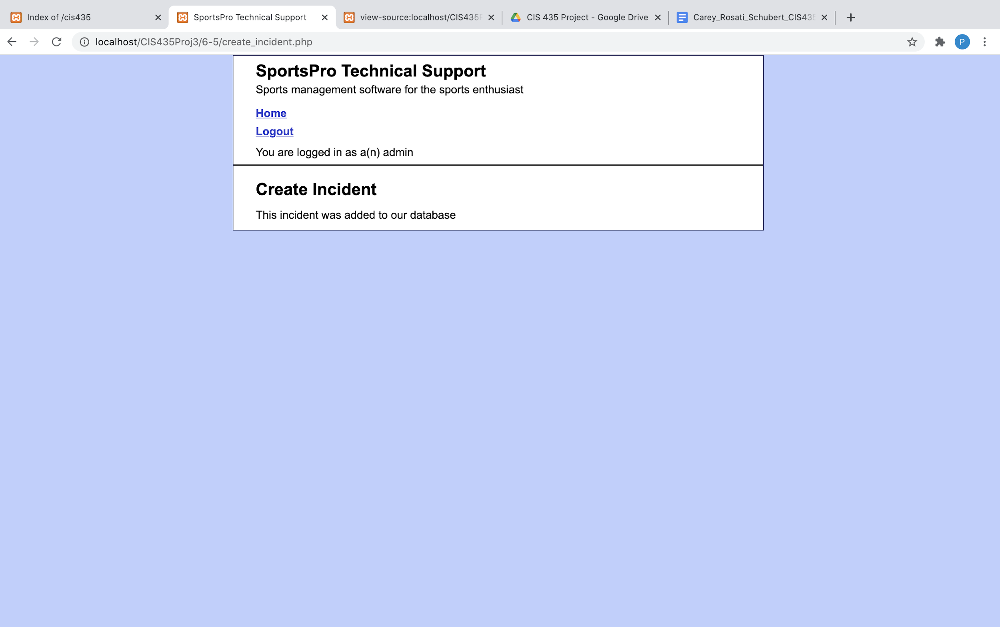 Index of /cis435
SportsPro Technical Support
view-source:localhost/CIS435
CIS 435 Project - Google Drive
Carey_Rosati_Schubert_CIS435
localhost/CIS435Proj3/6-5/create_incident.php
P
SportsPro Technical Support
Sports management software for the sports enthusiast
Home
Logout
You are logged in as a(n) admin
Create Incident
This incident was added to our database